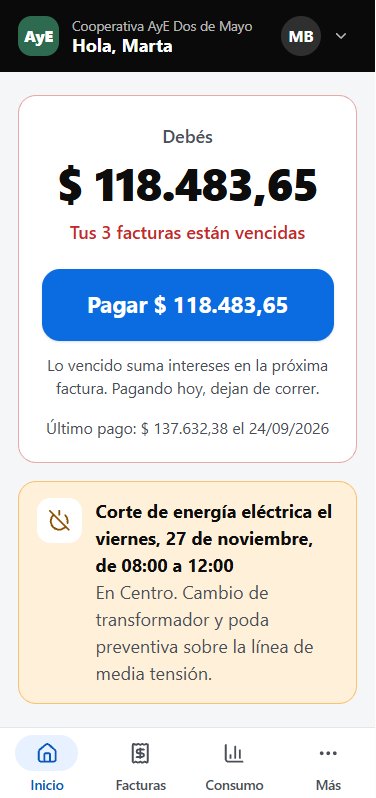 AyE
Cooperativa AyE Dos de Mayo
Hola, Marta
MB
Debés
$ 118.483,65
Tus 3 facturas están vencidas
Pagar $ 118.483,65
Lo vencido suma intereses en la próxima
factura. Pagando hoy, dejan de correr.
Último pago: $ 137.632,38 el 24/09/2026
Corte de energía eléctrica el
viernes, 27 de noviembre,
de 08:00 a 12:00
En Centro. Cambio de
transformador y poda
preventiva sobre la línea de
media tensión.
Inicio
Facturas
Consumo
Más